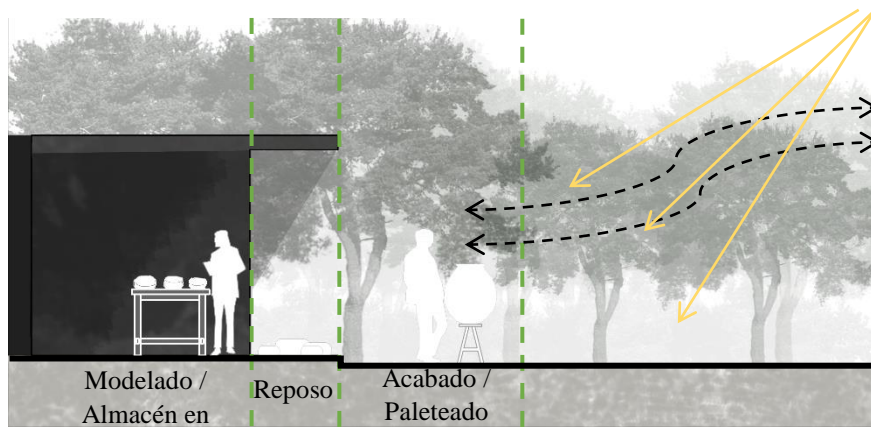 Modelado /
Almacén en
Reposo
Acabado /
Paleteado